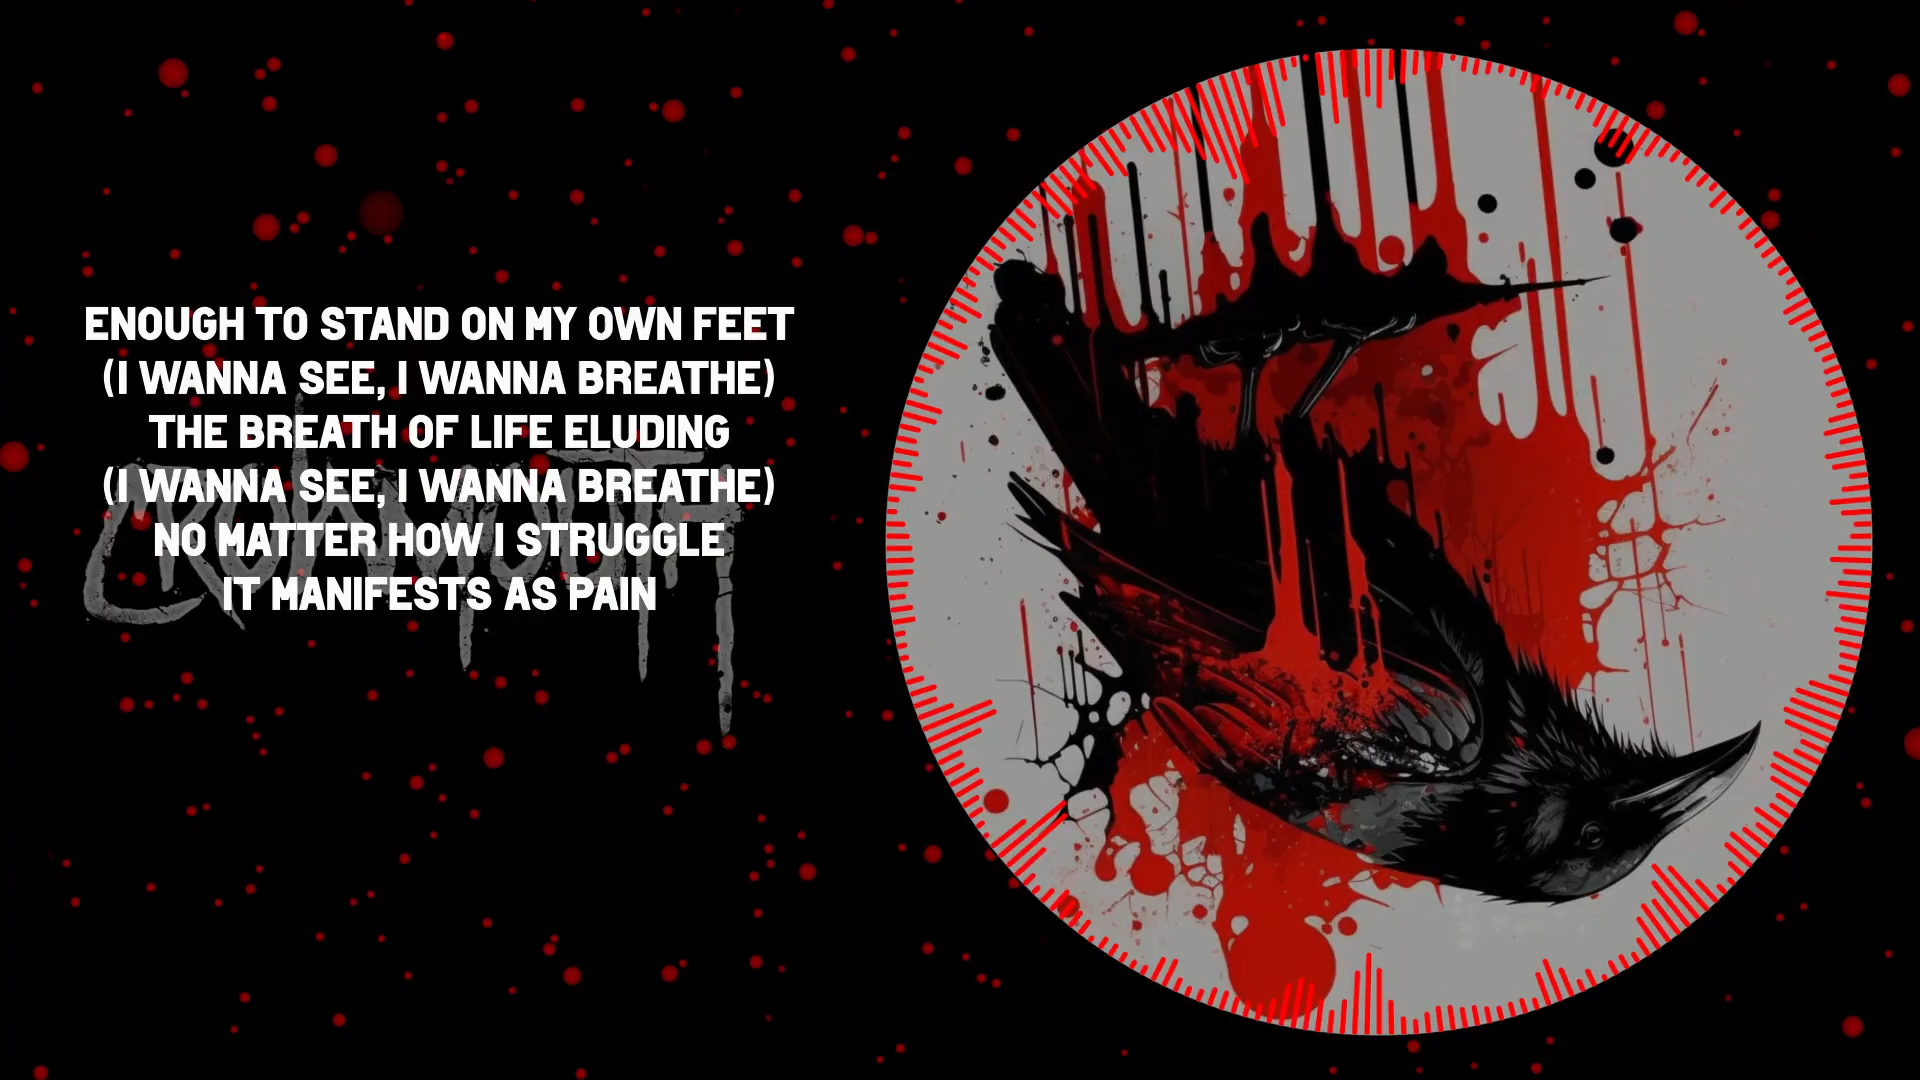 ENOUGH TO STAND ON MY OWN FEET
(I WANNA SEE, I WANNA BREATHE)
THE BREATH OF LIFE ELUDING
(I WANNA SEE, I WANNA BREATHE)
NO MATTER HOW I STRUGGLE
IT MANIFESTS AS PAIN
CROWMOUTH